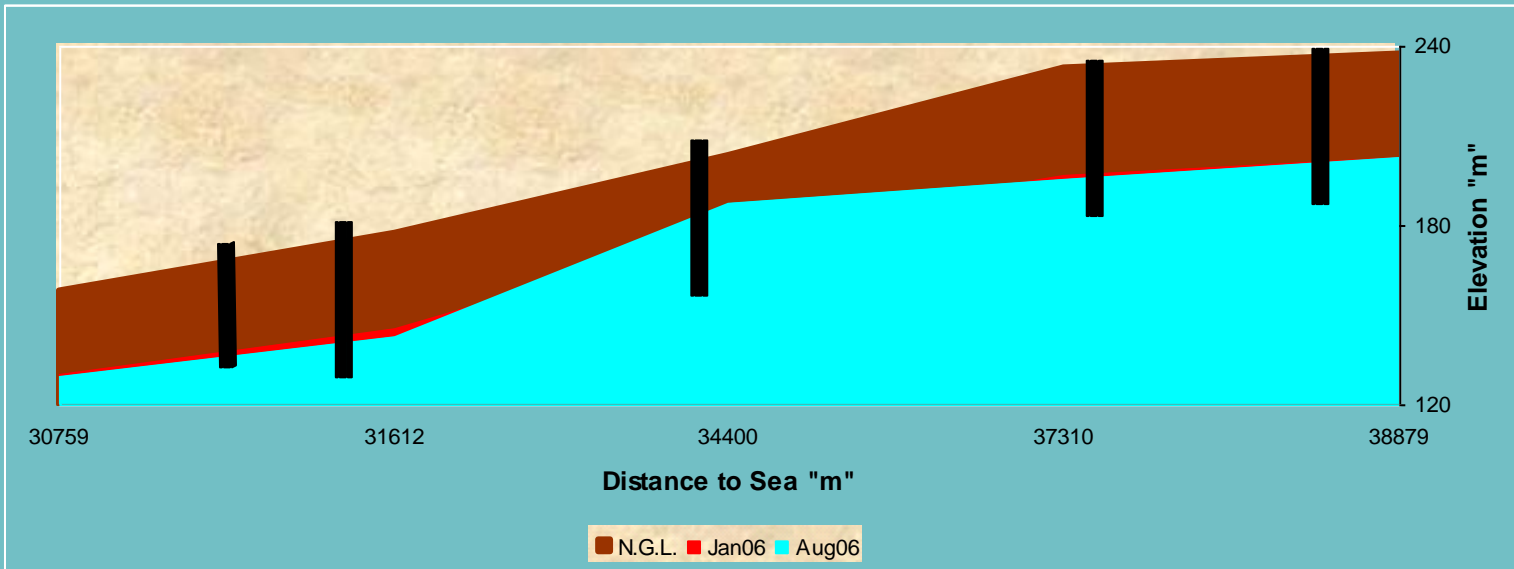 240
180
120
Elevation "m"
30759 31612 34400 37310 38879
Distance to Sea "m"
N.G.L. Jan06 Aug06